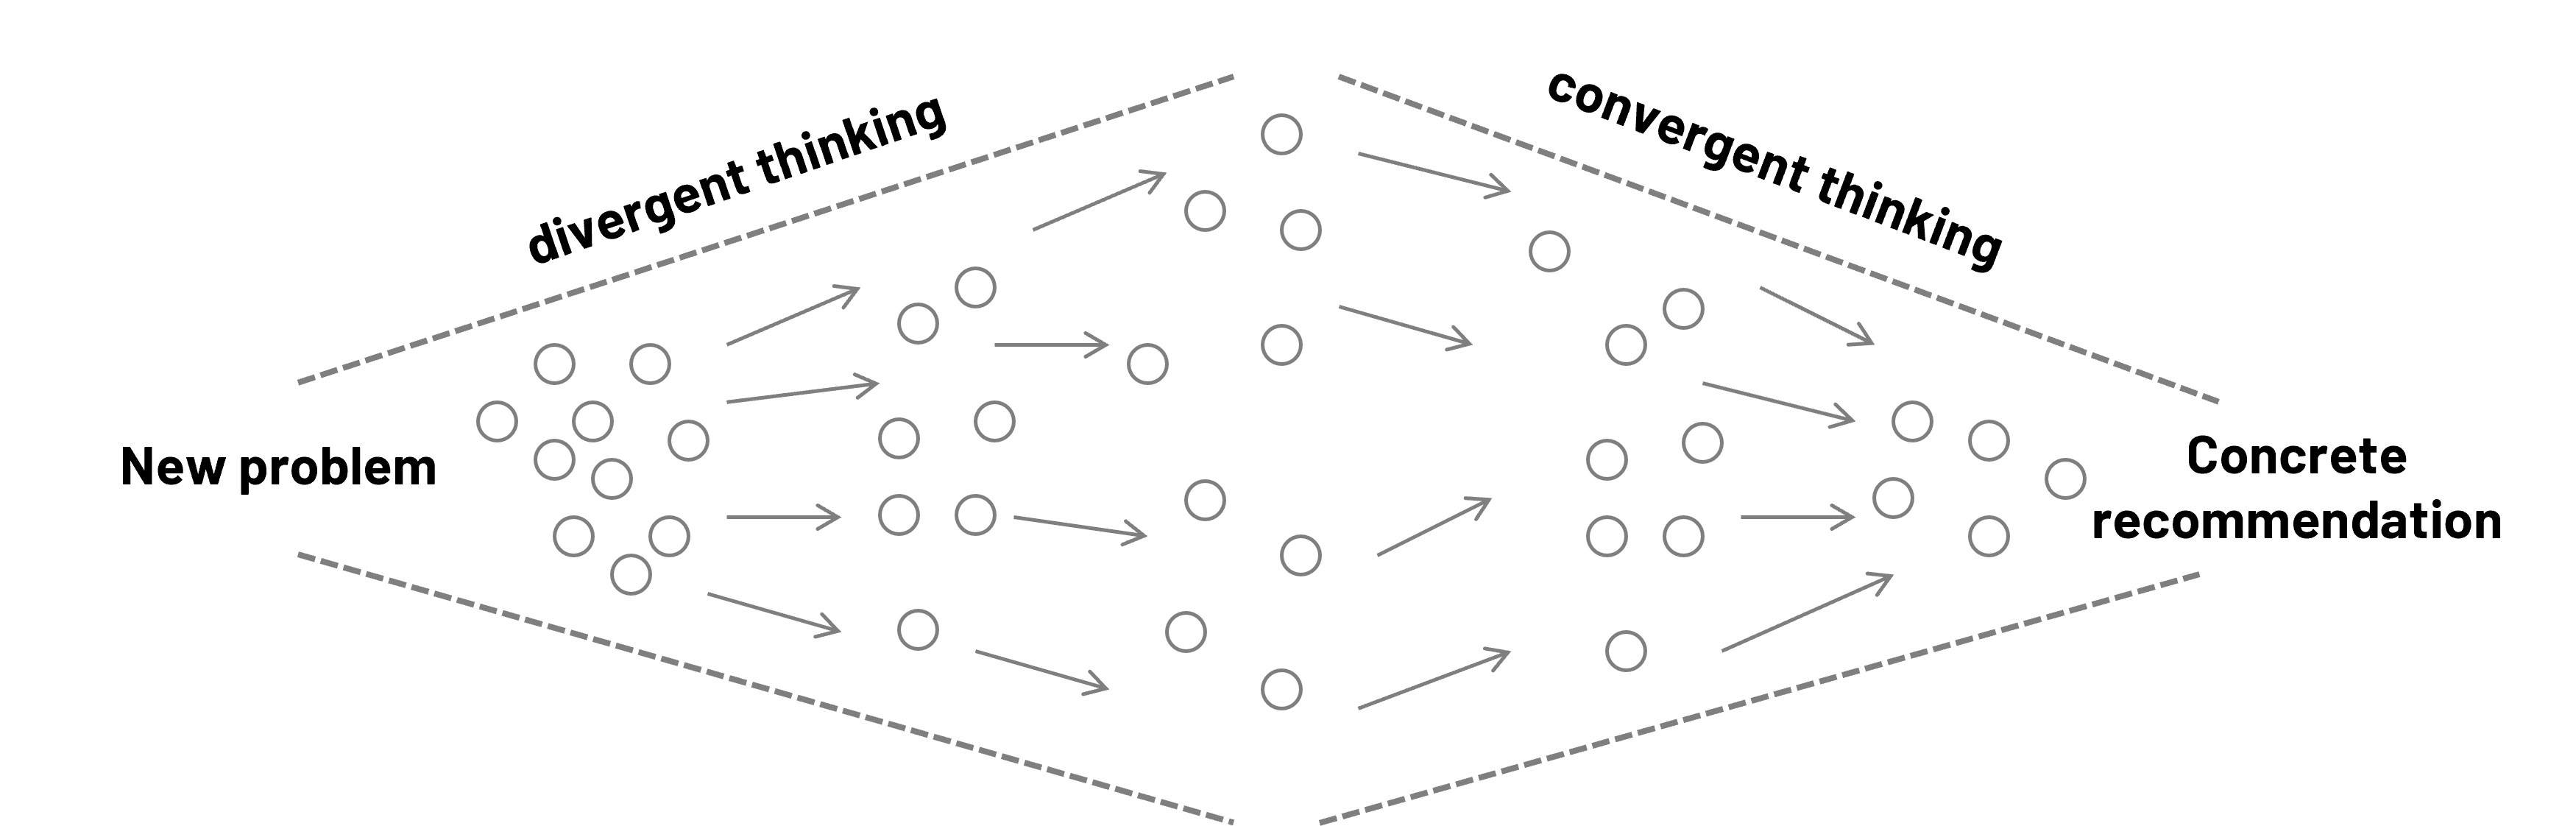 divergent thinking
convergent thinking
New problem
Concrete
recommendation